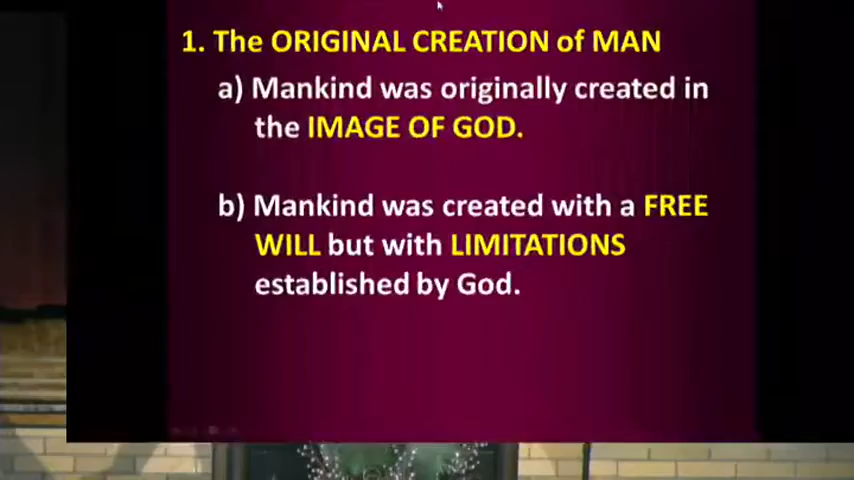 1. The ORIGINAL CREATION of MAN
a) Mankind was originally created in
the IMAGE OF GOD.
b) Mankind was created with a FREE
WILL but with LIMITATIONS
established by God.